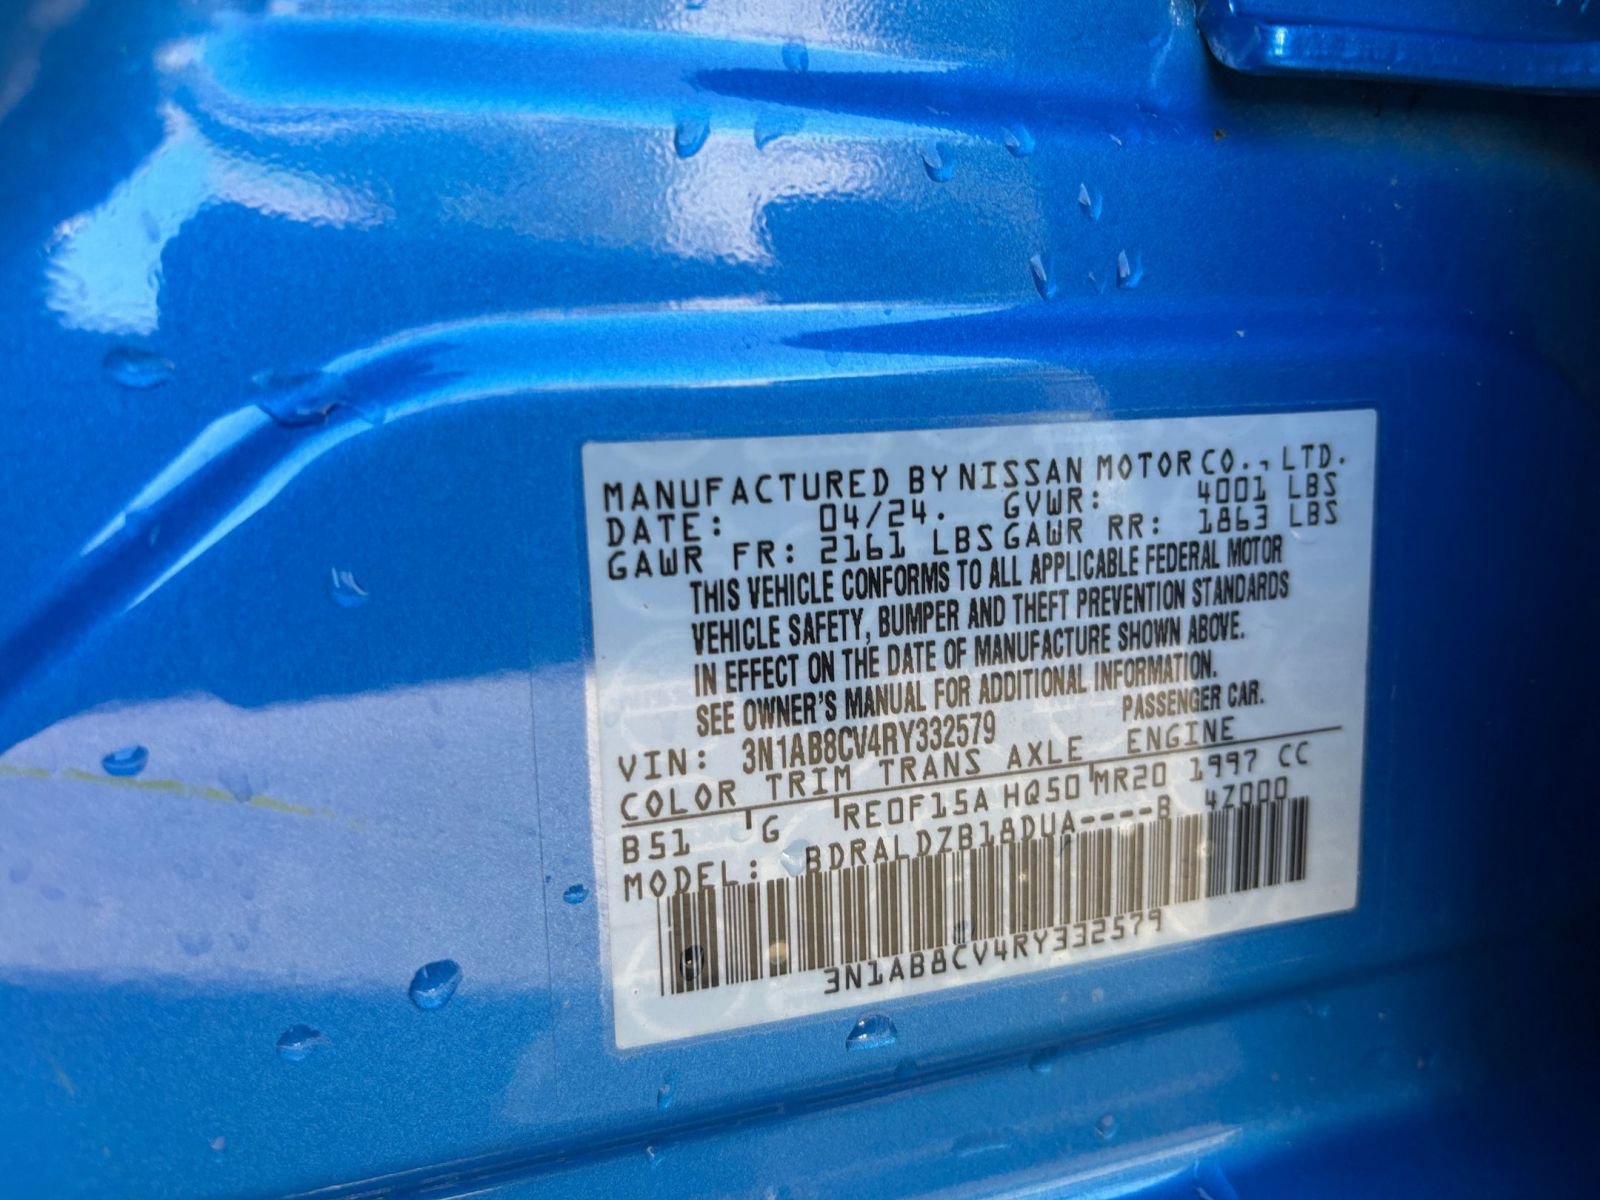 MANUFACTURED BY NISSAN MOTOR CO., LTD.
DATE: 04/24. GVWR: 4001 LBS
GAWR FR: 2161 LBS GAWR RR: 1863 LBS
THIS VEHICLE CONFORMS TO ALL APPLICABLE FEDERAL MOTOR
VEHICLE SAFETY, BUMPER AND THEFT PREVENTION STANDARDS
IN EFFECT ON THE DATE OF MANUFACTURE SHOWN ABOVE.
SEE OWNER'S MANUAL FOR ADDITIONAL INFORMATION.
VIN: 3N1AB8CV4RY332579 PASSENGER CAR.
COLOR TRIM TRANS AXLE ENGINE
B51 G RE0F15A HQ50 MR20 1997 CC
MODEL: BDRALDZB18DUA----B 4Z000
3N1AB8CV4RY332579